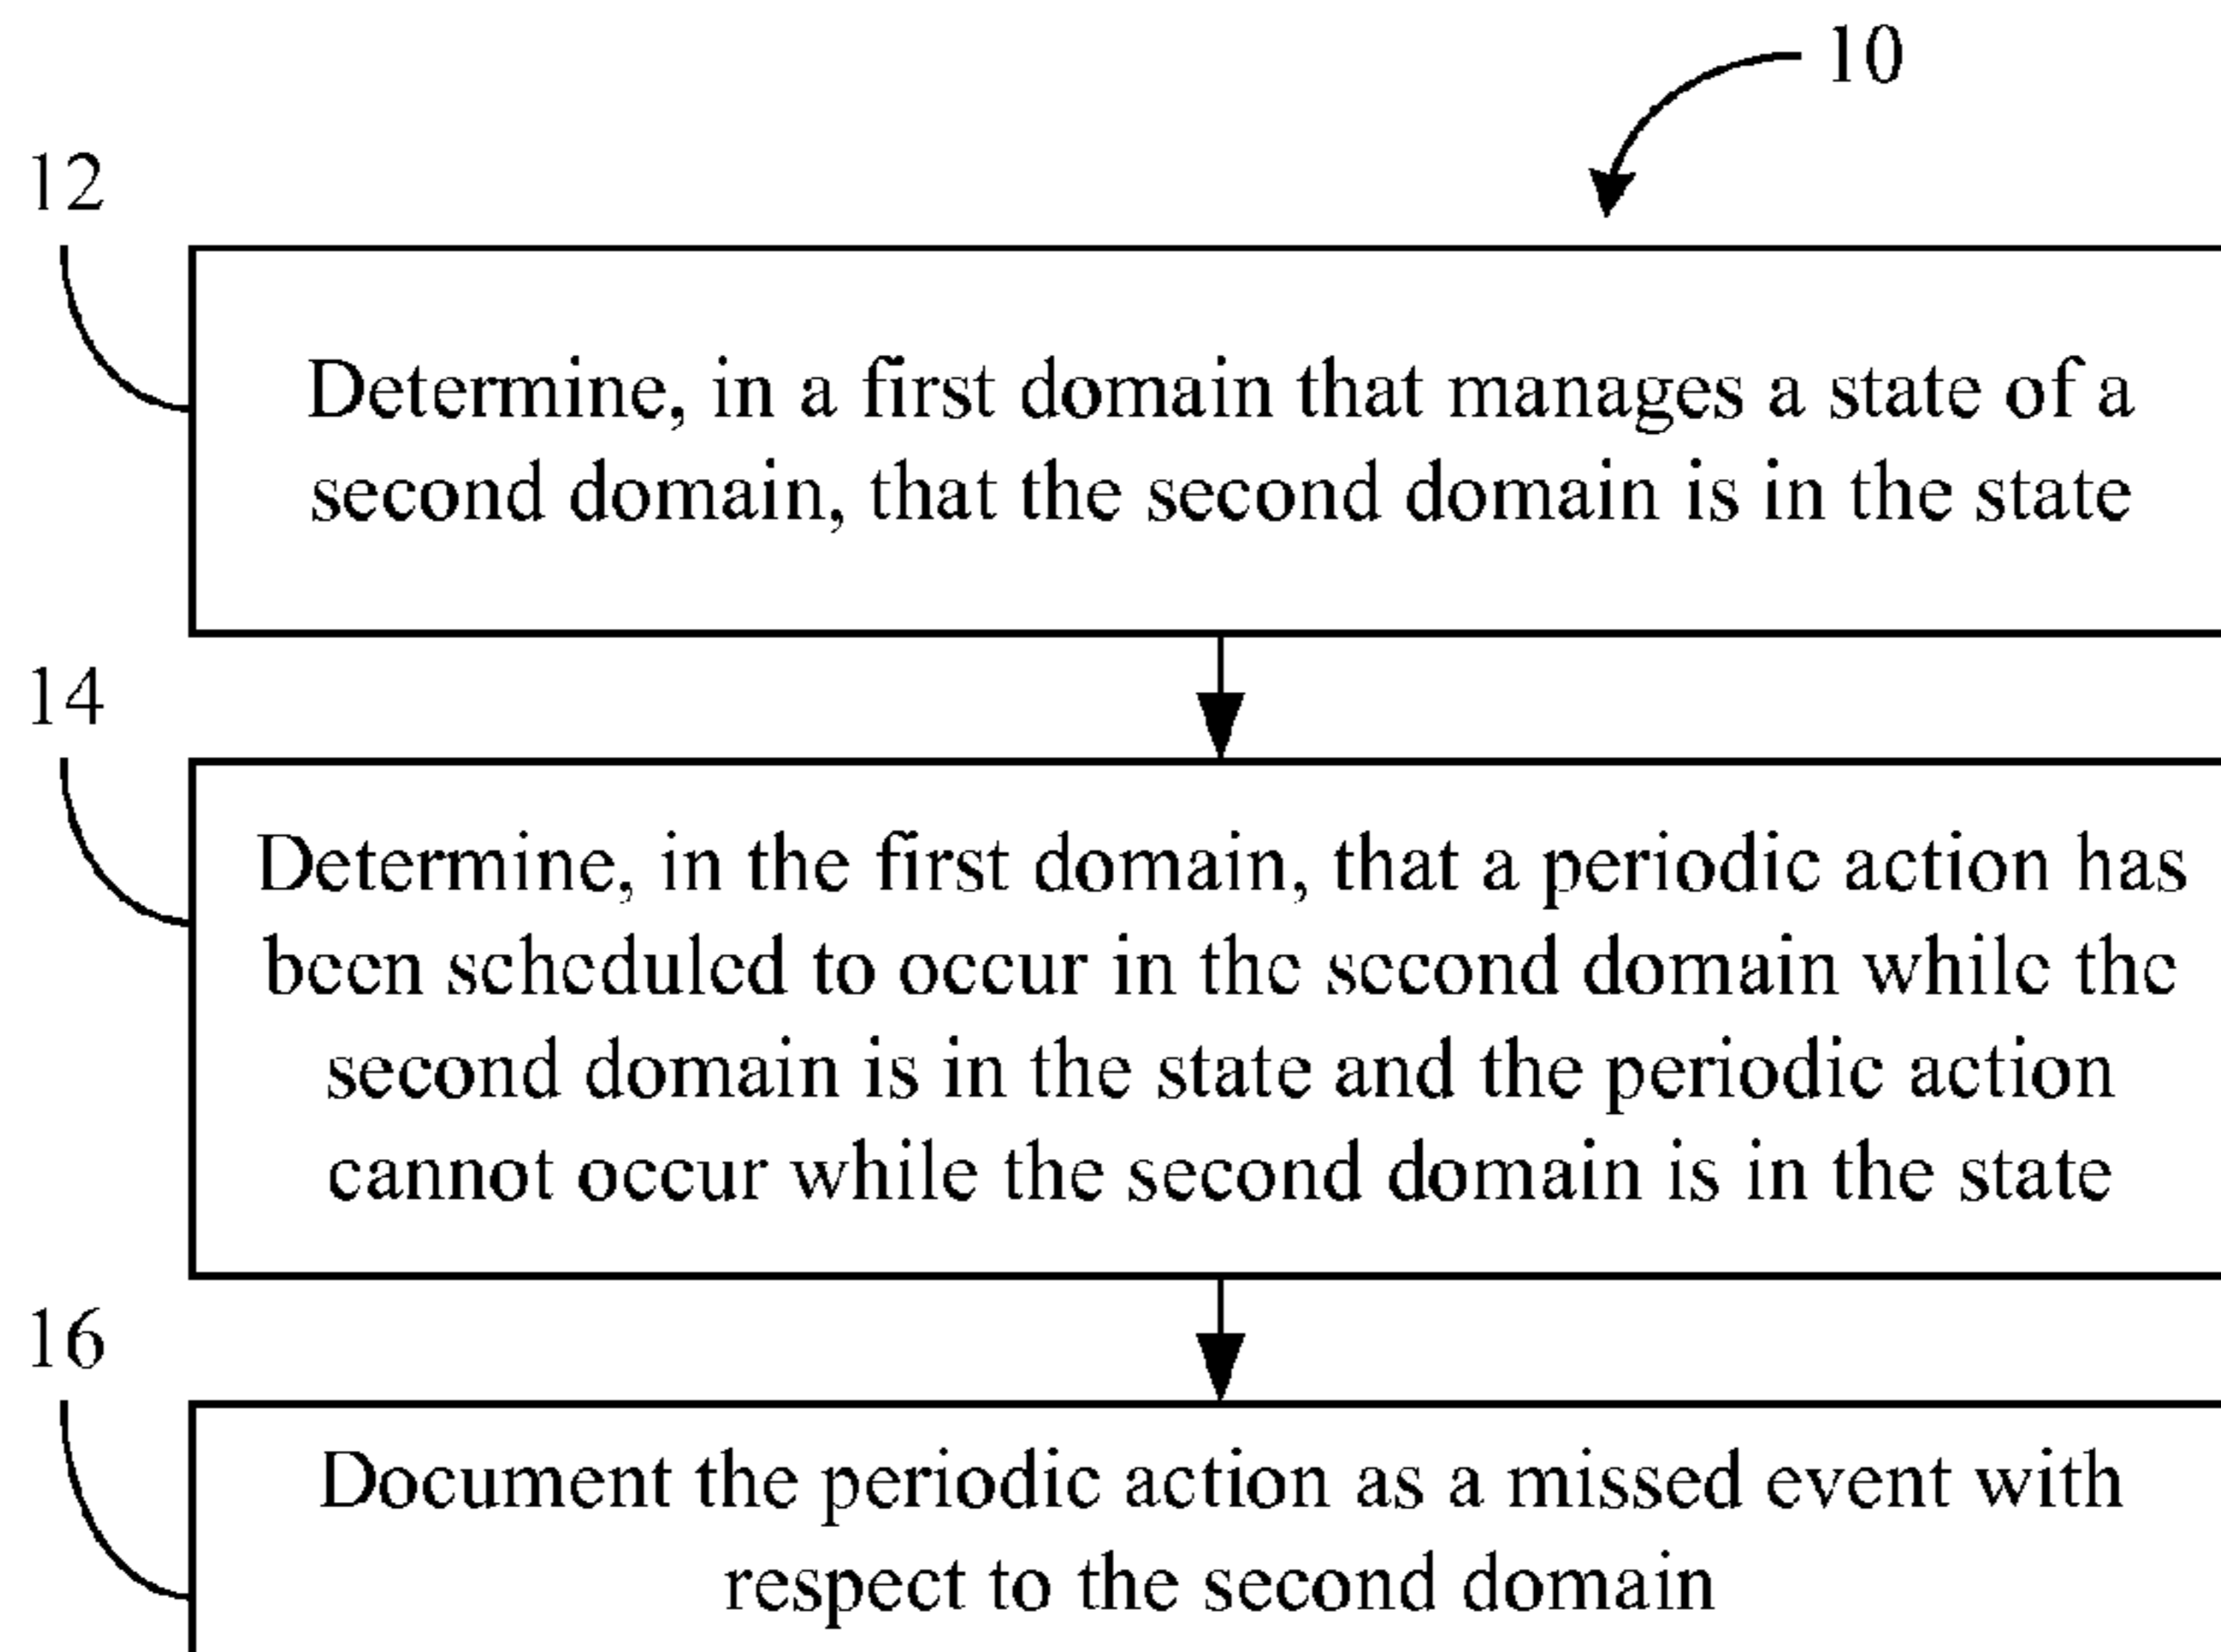 10
12
Determine, in a first domain that manages a state of a
second domain, that the second domain is in the state
14
Determine, in the first domain, that a periodic action has
been scheduled to occur in the second domain while the
second domain is in the state and the periodic action
cannot occur while the second domain is in the state
16
Document the periodic action as a missed event with
respect to the second domain